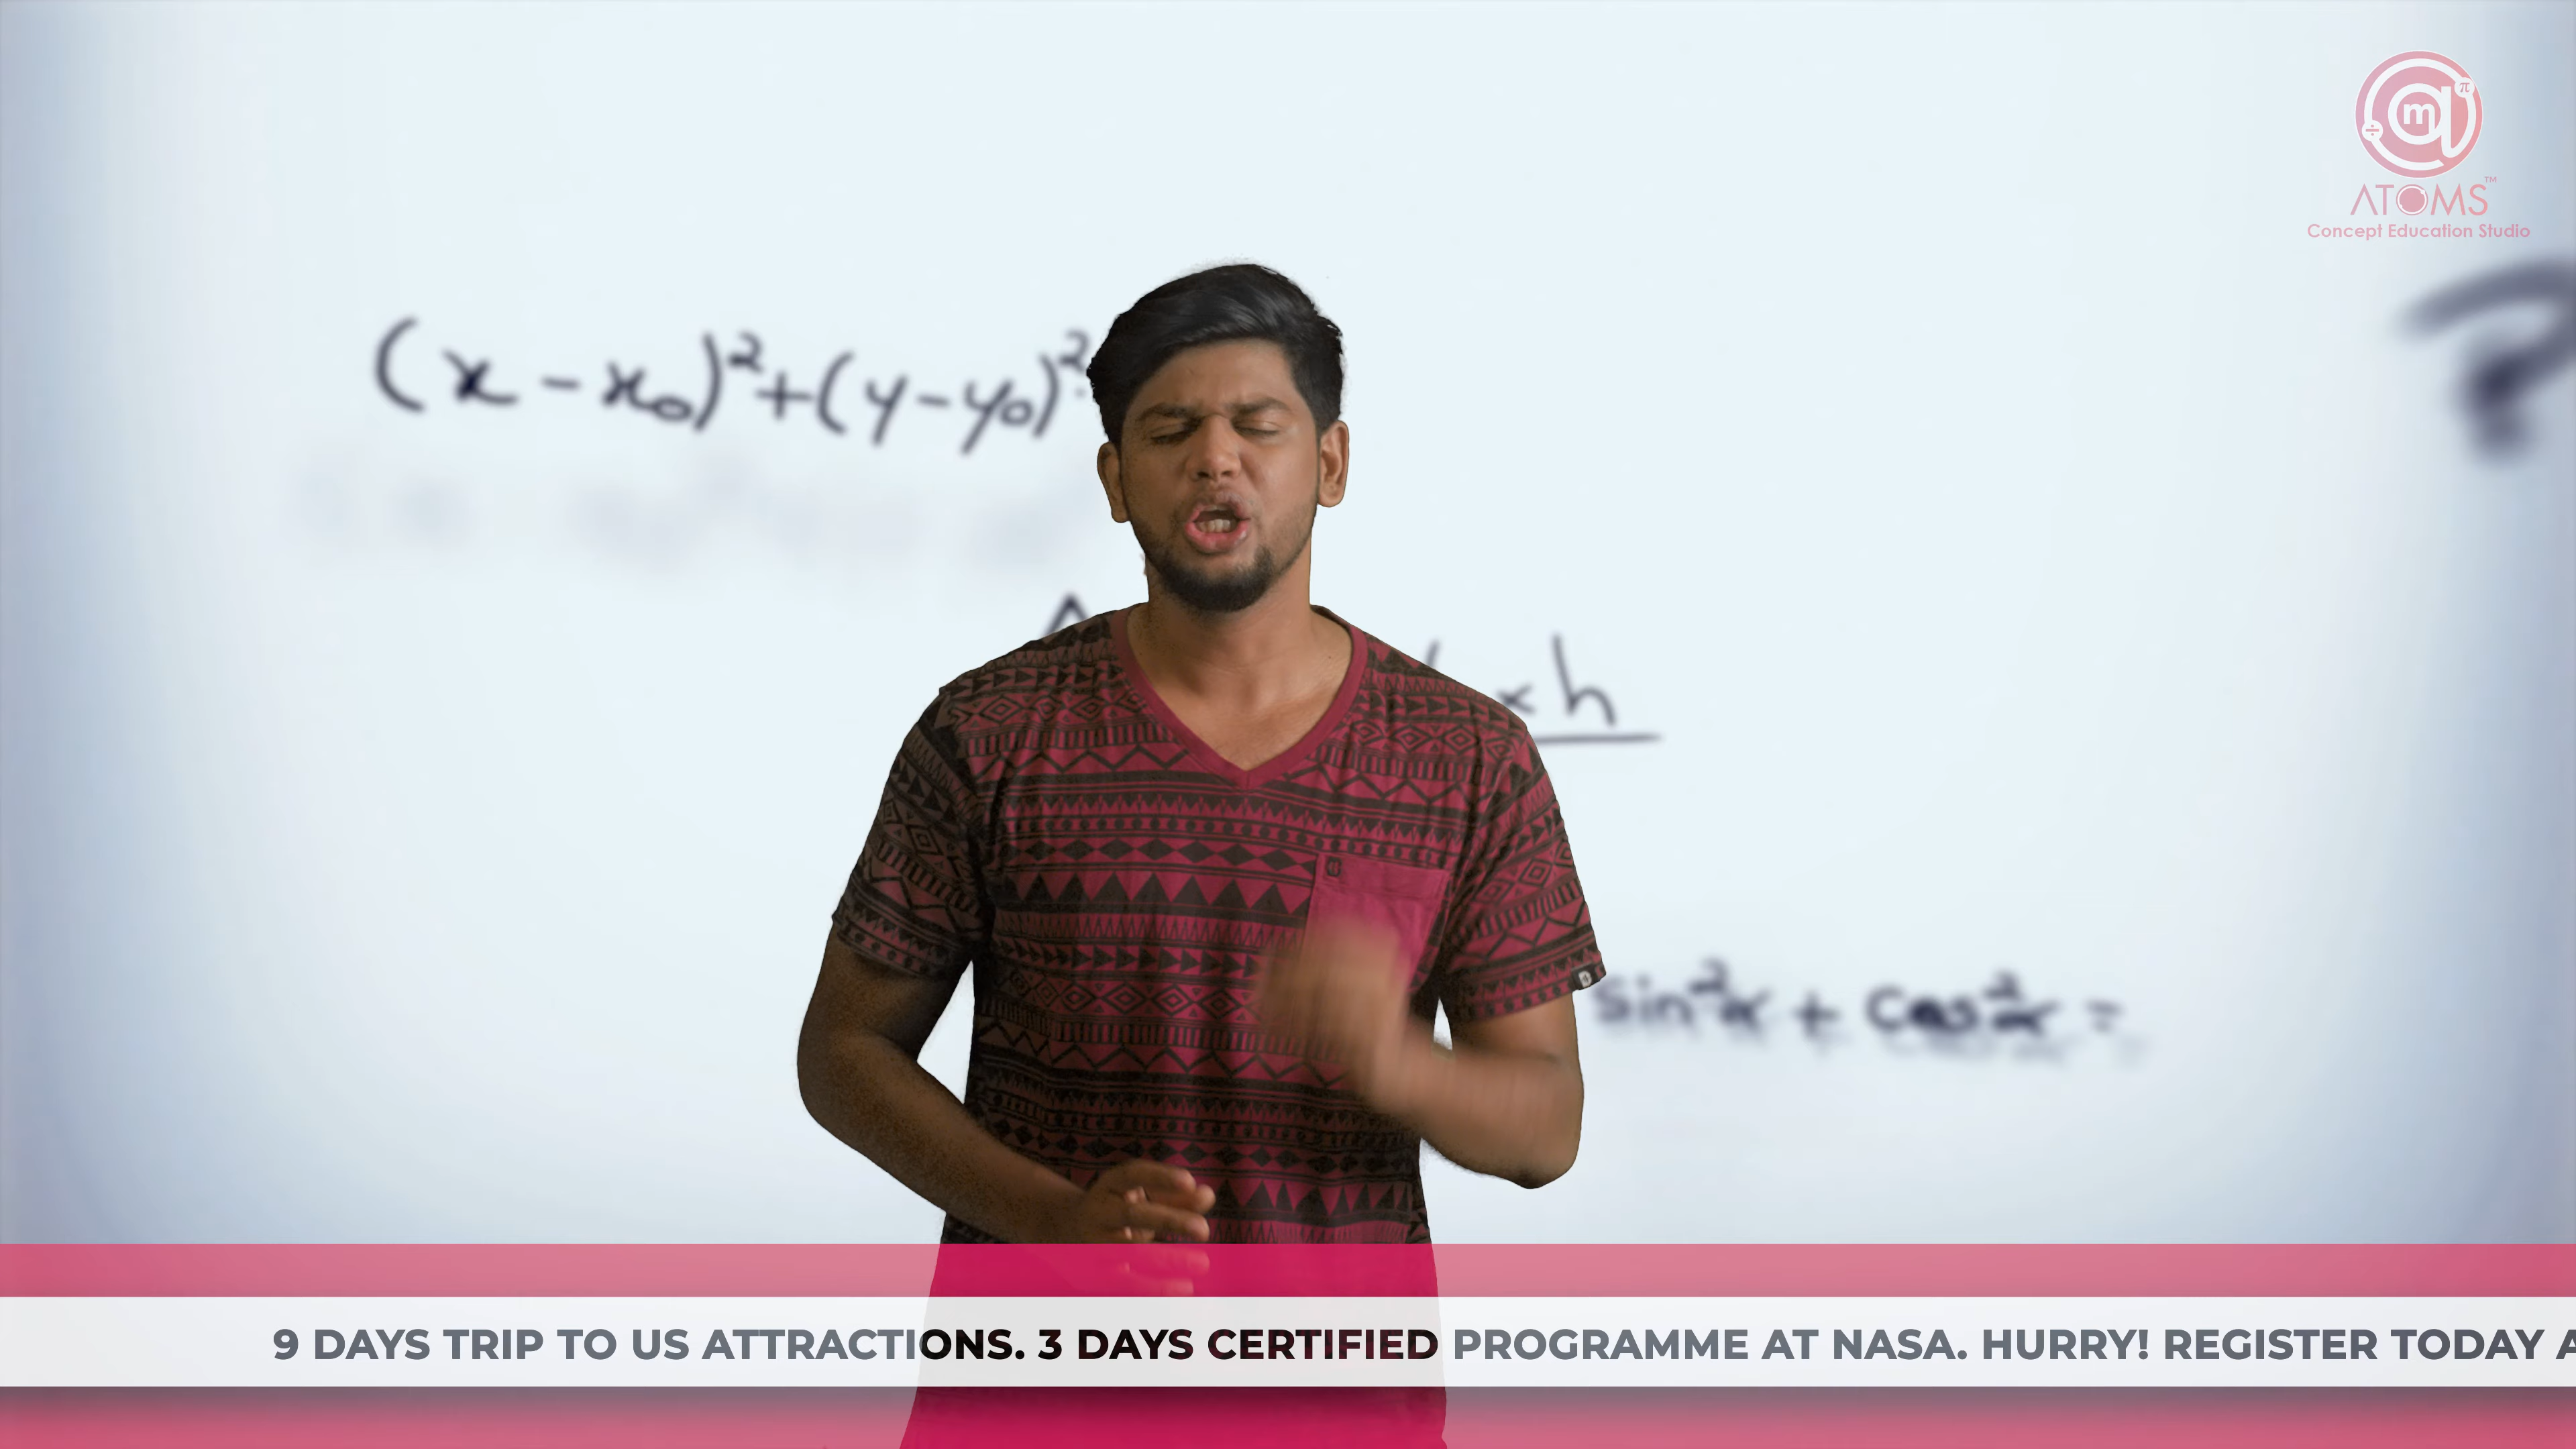 π
m
÷
ATOMS™
Concept Education Studio
(x-x₀)²+(y-y₀)²
x h
sin²x + cos²x =
9 DAYS TRIP TO US ATTRACTIONS. 3 DAYS CERTIFIED PROGRAMME AT NASA. HURRY! REGISTER TODAY